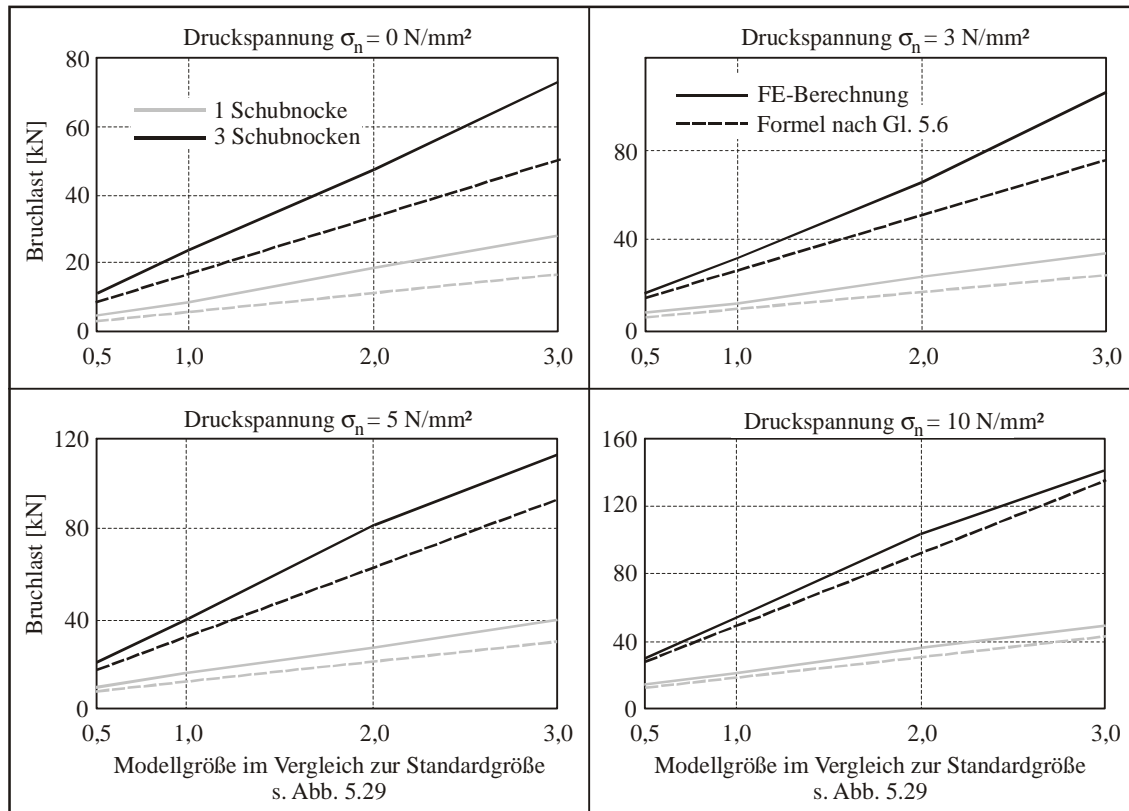 Druckspannung σn = 0 N/mm²
80
60
40
20
0
Bruchlast [kN]
1 Schubnocke
3 Schubnocken
0,5
1,0
2,0
3,0
Druckspannung σn = 3 N/mm²
80
40
0
FE-Berechnung
Formel nach Gl. 5.6
0,5
1,0
2,0
3,0
Druckspannung σn = 5 N/mm²
120
80
40
0
Bruchlast [kN]
0,5
1,0
2,0
3,0
Modellgröße im Vergleich zur Standardgröße
s. Abb. 5.29
Druckspannung σn = 10 N/mm²
160
120
80
40
0
0,5
1,0
2,0
3,0
Modellgröße im Vergleich zur Standardgröße
s. Abb. 5.29